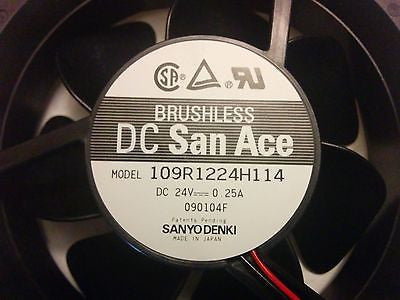 BRUSHLESS
DC San Ace
MODEL 109R1224H114
DC 24V⎓ 0.25A
090104F
Patents Pending
SANYO DENKI
MADE IN JAPAN